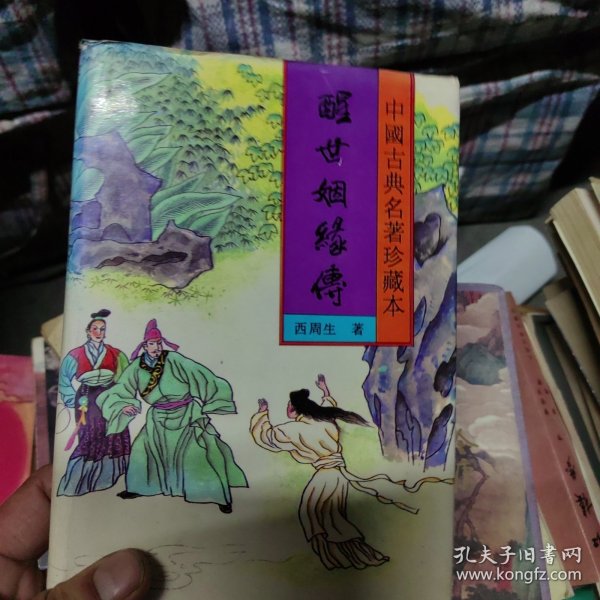 中國古典名著珍藏本
醒世姻緣傳
西周生 著
孔夫子旧书网
www.kongfz.com